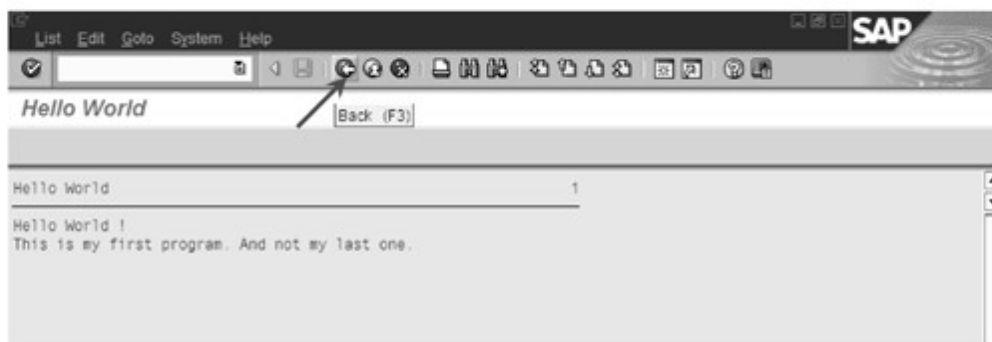 List Edit Goto System Help
SAP
Hello World
Back (F3)
Hello World 1
Hello World !
This is my first program. And not my last one.